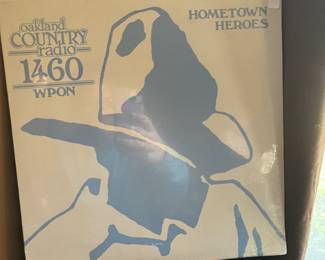 oakland
COUNTRY
radio
1460
WPON
HOMETOWN
HEROES